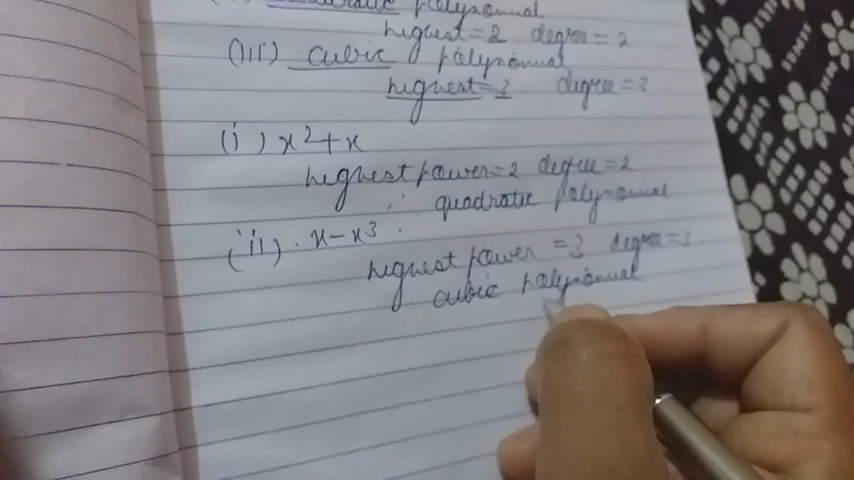 polynomial
highest = 2 degree = 2
(iii) cubic polynomial
highest = 3 degree = 3
(i) x² + x
highest power = 2 degree = 2
∴ quadratic polynomial
(ii) . x - x³ .
highest power = 3 degree = 3
cubic polynomial